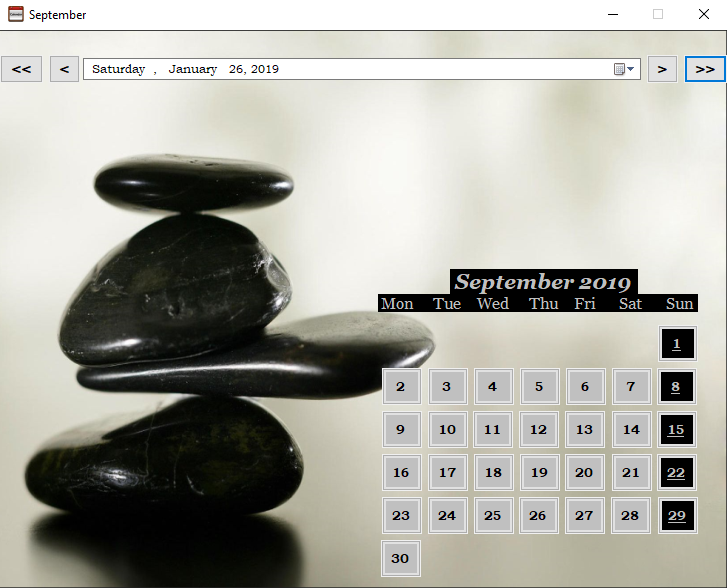 September
<< < Saturday , January 26, 2019 > >>
September 2019
Mon Tue Wed Thu Fri Sat Sun
1
2 3 4 5 6 7 8
9 10 11 12 13 14 15
16 17 18 19 20 21 22
23 24 25 26 27 28 29
30